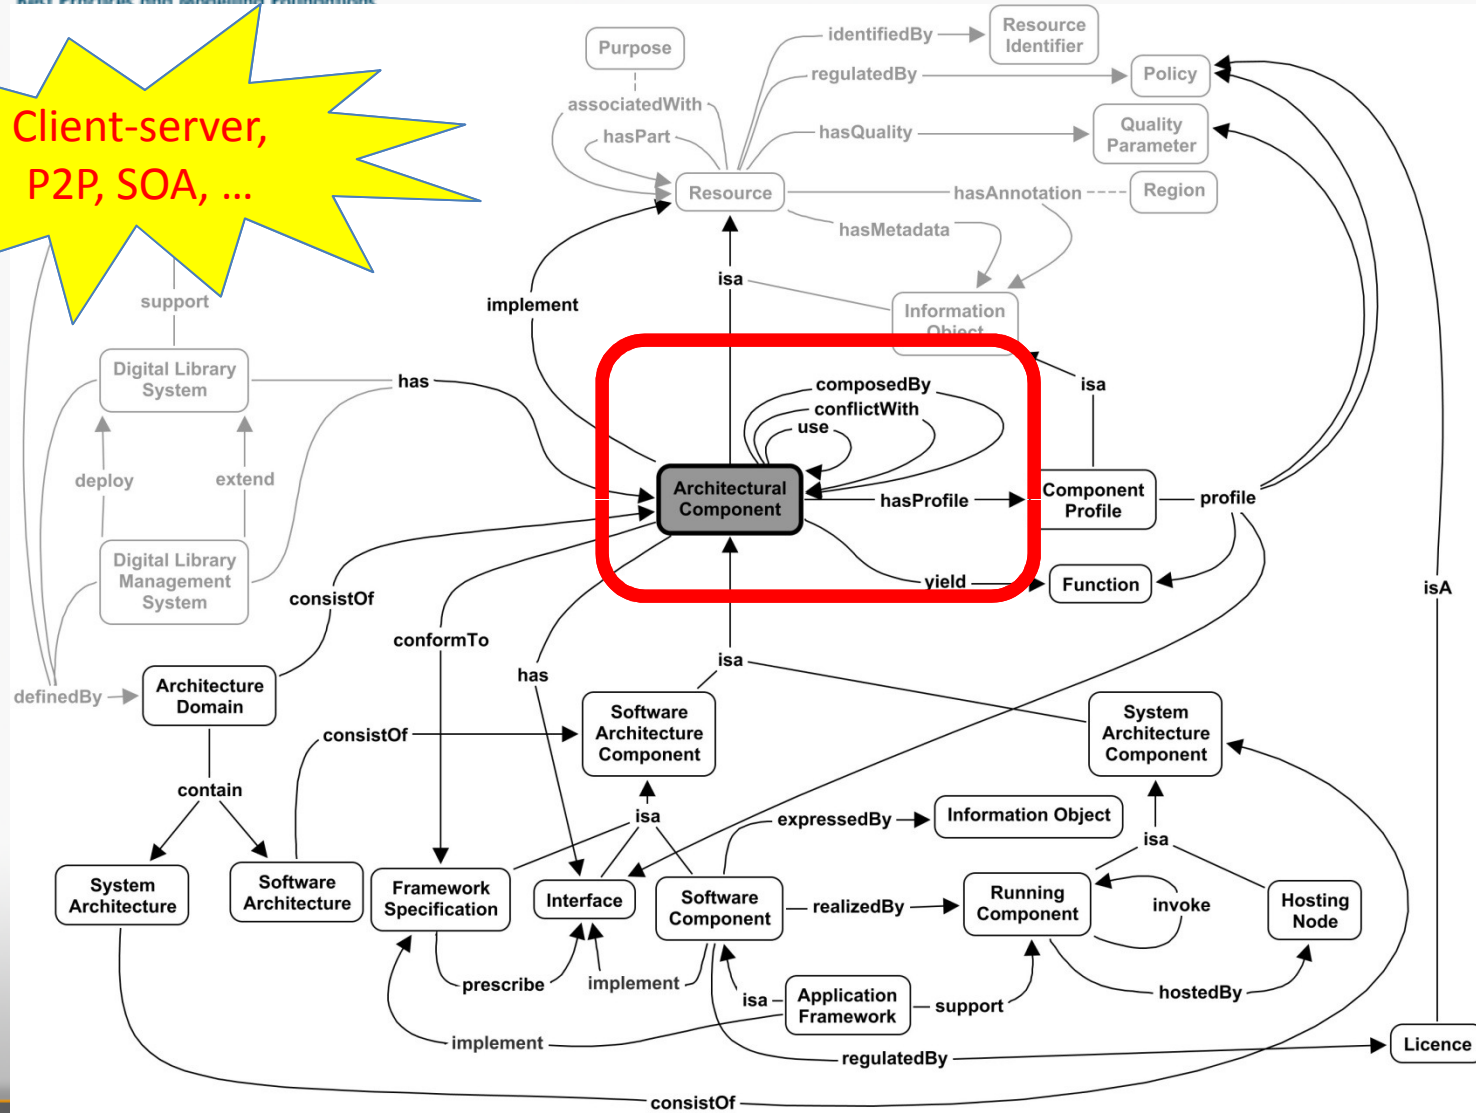 Client-server,
P2P, SOA, ...
Purpose
identifiedBy
Resource
Identifier
regulatedBy
Policy
associatedWith
hasPart
hasQuality
Quality
Parameter
Resource
hasAnnotation
Region
hasMetadata
isa
support
implement
Information
Object
Digital Library
System
has
composedBy
isa
conflictWith
use
deploy
extend
Architectural
Component
hasProfile
Component
Profile
profile
Digital Library
Management
System
consistOf
yield
Function
isA
conformTo
has
isa
definedBy
Architecture
Domain
consistOf
Software
Architecture
Component
System
Architecture
Component
contain
isa
expressedBy
Information Object
isa
System
Architecture
Software
Architecture
Framework
Specification
Interface
Software
Component
realizedBy
Running
Component
invoke
Hosting
Node
prescribe
implement
isa
Application
Framework
support
hostedBy
implement
regulatedBy
Licence
consistOf